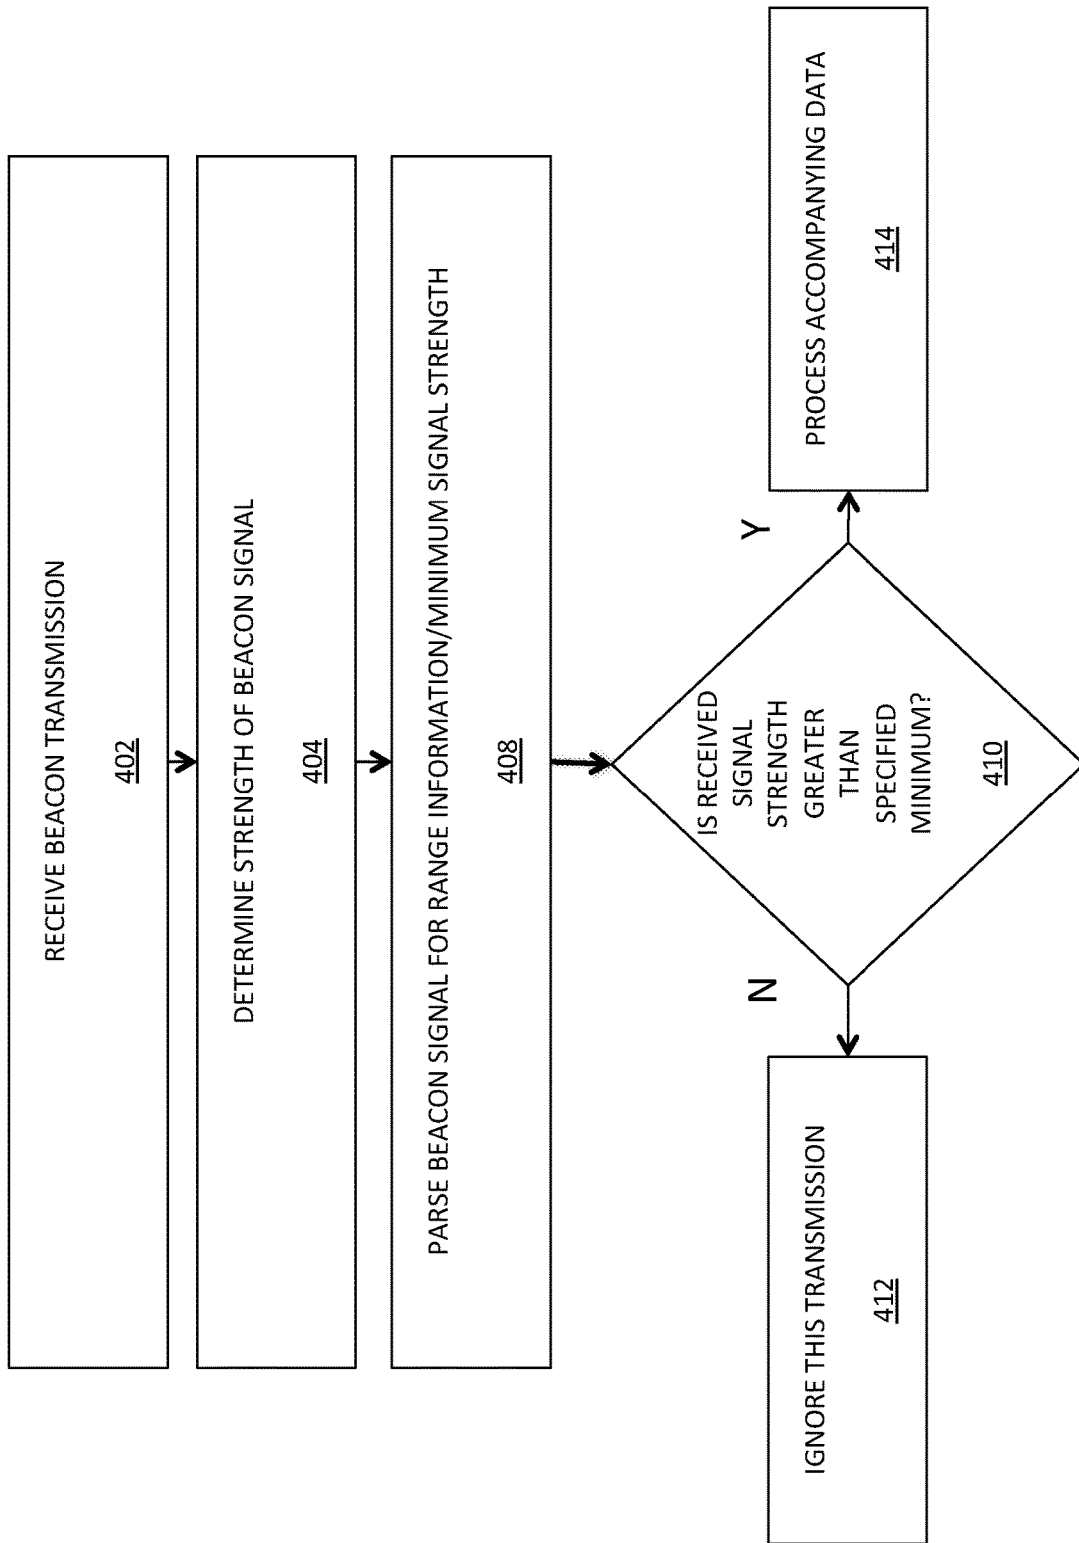 RECEIVE BEACON TRANSMISSION
402
DETERMINE STRENGTH OF BEACON SIGNAL
404
PARSE BEACON SIGNAL FOR RANGE INFORMATION/MINIMUM SIGNAL STRENGTH
408
IS RECEIVED
SIGNAL
STRENGTH
GREATER
THAN
SPECIFIED
MINIMUM?
410
N
Y
IGNORE THIS TRANSMISSION
412
PROCESS ACCOMPANYING DATA
414